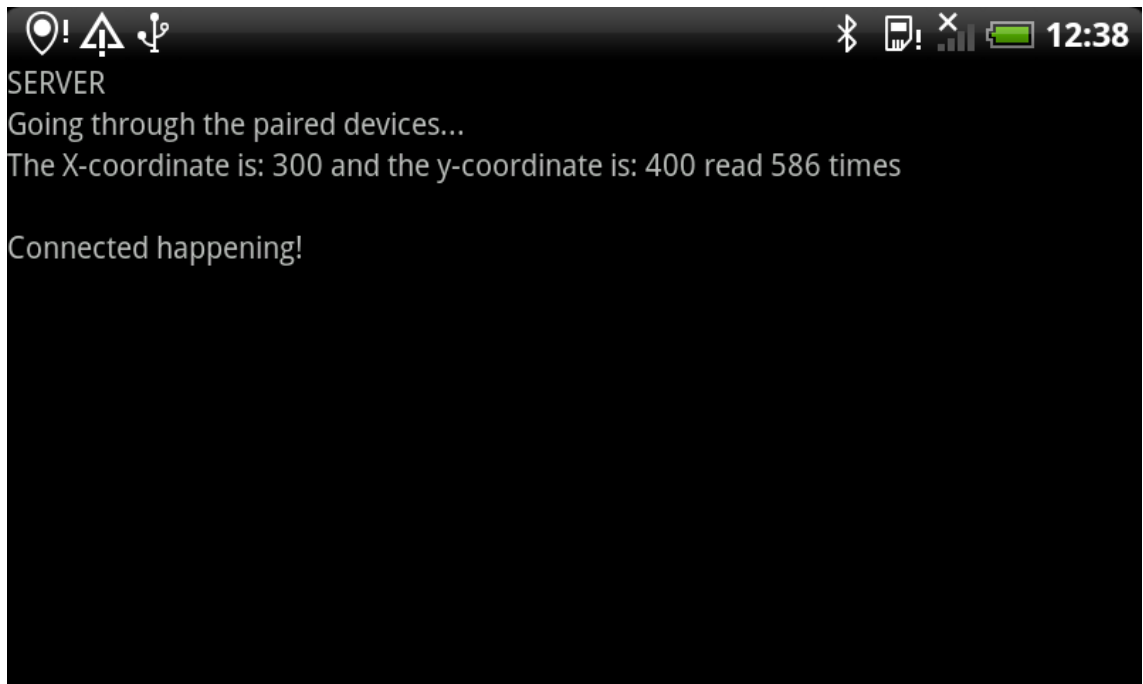 12:38
SERVER
Going through the paired devices...
The X-coordinate is: 300 and the y-coordinate is: 400 read 586 times
Connected happening!